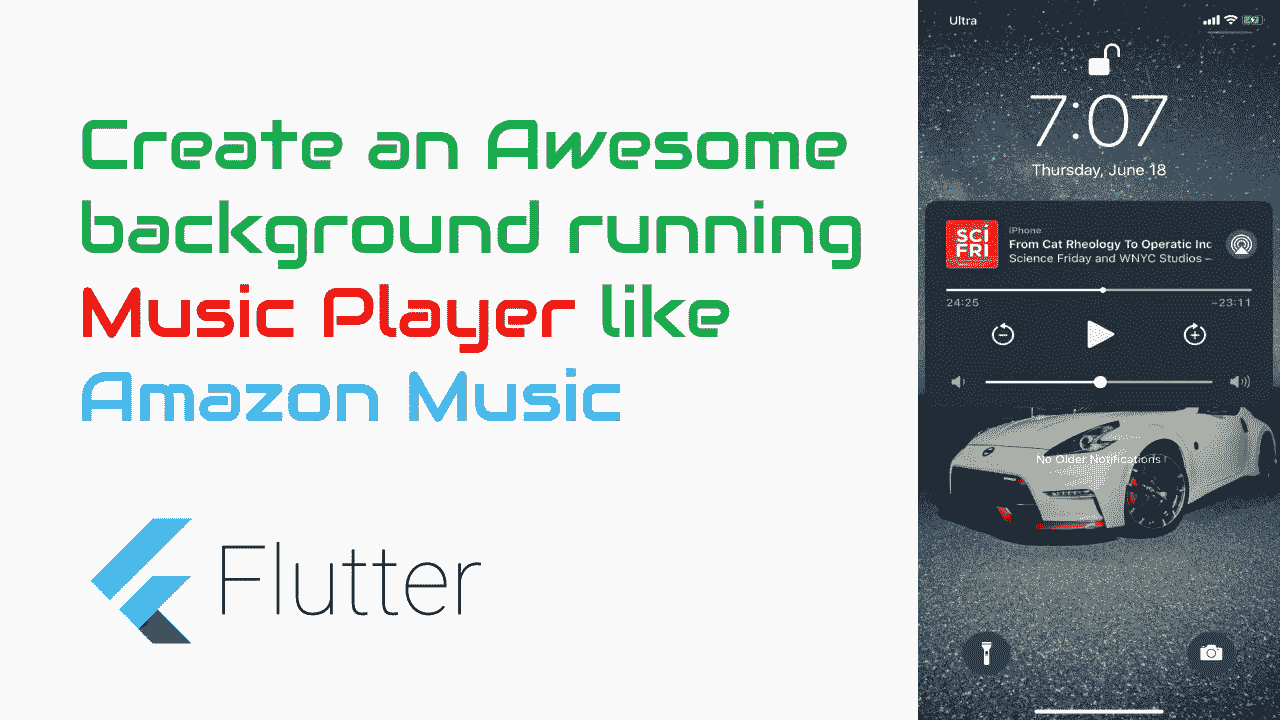 Create an Awesome
background running
Music Player like
Amazon Music
Flutter
Ultra
7:07
Thursday, June 18
SCI
FRI
iPhone
From Cat Rheology To Operatic Inc
Science Friday and WNYC Studios –
24:25
-23:11
No Older Notifications